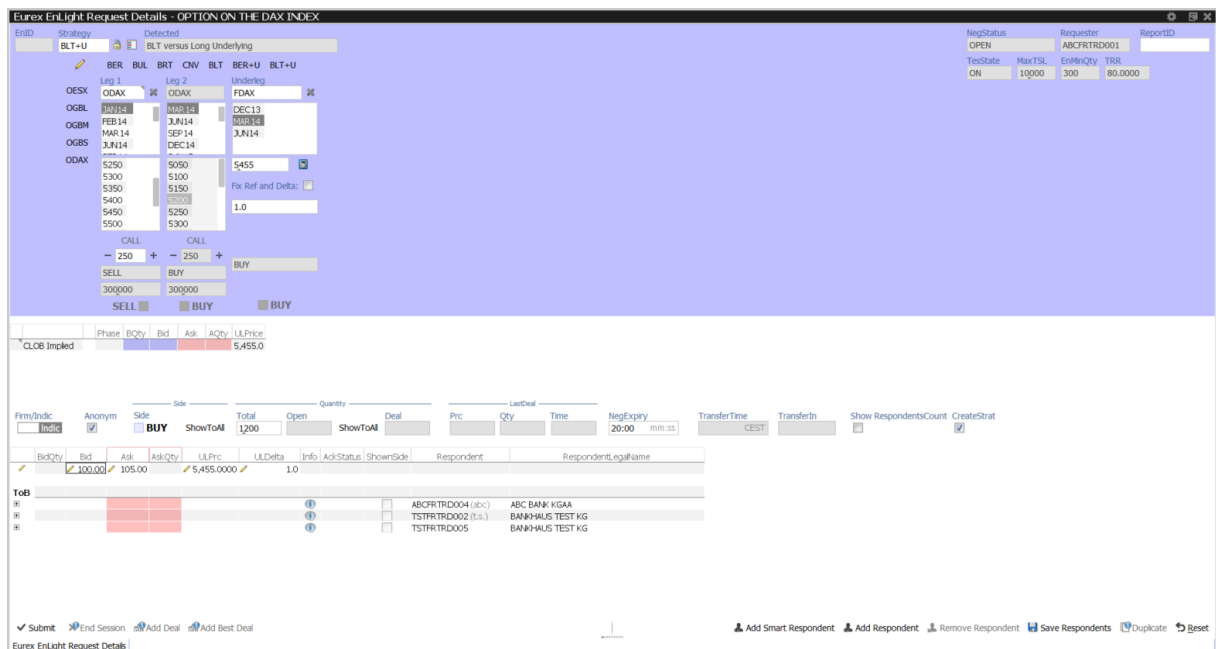 Eurex EnLight Request Details - OPTION ON THE DAX INDEX
EnID Strategy Detected NegStatus Requester ReportID
BLT+U BLT versus Long Underlying OPEN ABCFRTRD001
TesState MaxTSL EnMinQty TRR
BER BUL BRT CNV BLT BER+U BLT+U ON 10000 300 80.0000
Leg 1 Leg 2 Underleg
OESX ODAX ODAX FDAX
OGBL JAN14 MAR14 DEC13
FEB14 JUN14 MAR14
OGBM MAR14 SEP14 JUN14
OGBS JUN14 DEC14
ODAX
5250 5050 5455
5300 5100
5350 5150 Fix Ref and Delta:
5400 5200
5450 5250 1.0
5500 5300
CALL CALL
− 250 + − 250 +
SELL BUY BUY
300000 300000
SELL BUY BUY
Phase BQty Bid Ask AQty ULPrice
CLOB Implied 5,455.0
Side Quantity LastDeal
Firm/Indic Anonym Side Total Open Deal Prc Qty Time NegExpiry TransferTime TransferIn Show RespondentsCount CreateStrat
Indic BUY ShowToAll 1200 ShowToAll 20:00 mm:ss CEST
BidQty Bid Ask AskQty ULPrc ULDelta Info AckStatus ShownSide Respondent RespondentLegalName
100.00 105.00 5,455.0000 1.0
ToB
ABCFRTRD004 (abc) ABC BANK KGAA
TSTFRTRD002 (t.s.) BANKHAUS TEST KG
TSTFRTRD005 BANKHAUS TEST KG
Submit End Session Add Deal Add Best Deal Add Smart Respondent Add Respondent Remove Respondent Save Respondents Duplicate Reset
Eurex EnLight Request Details